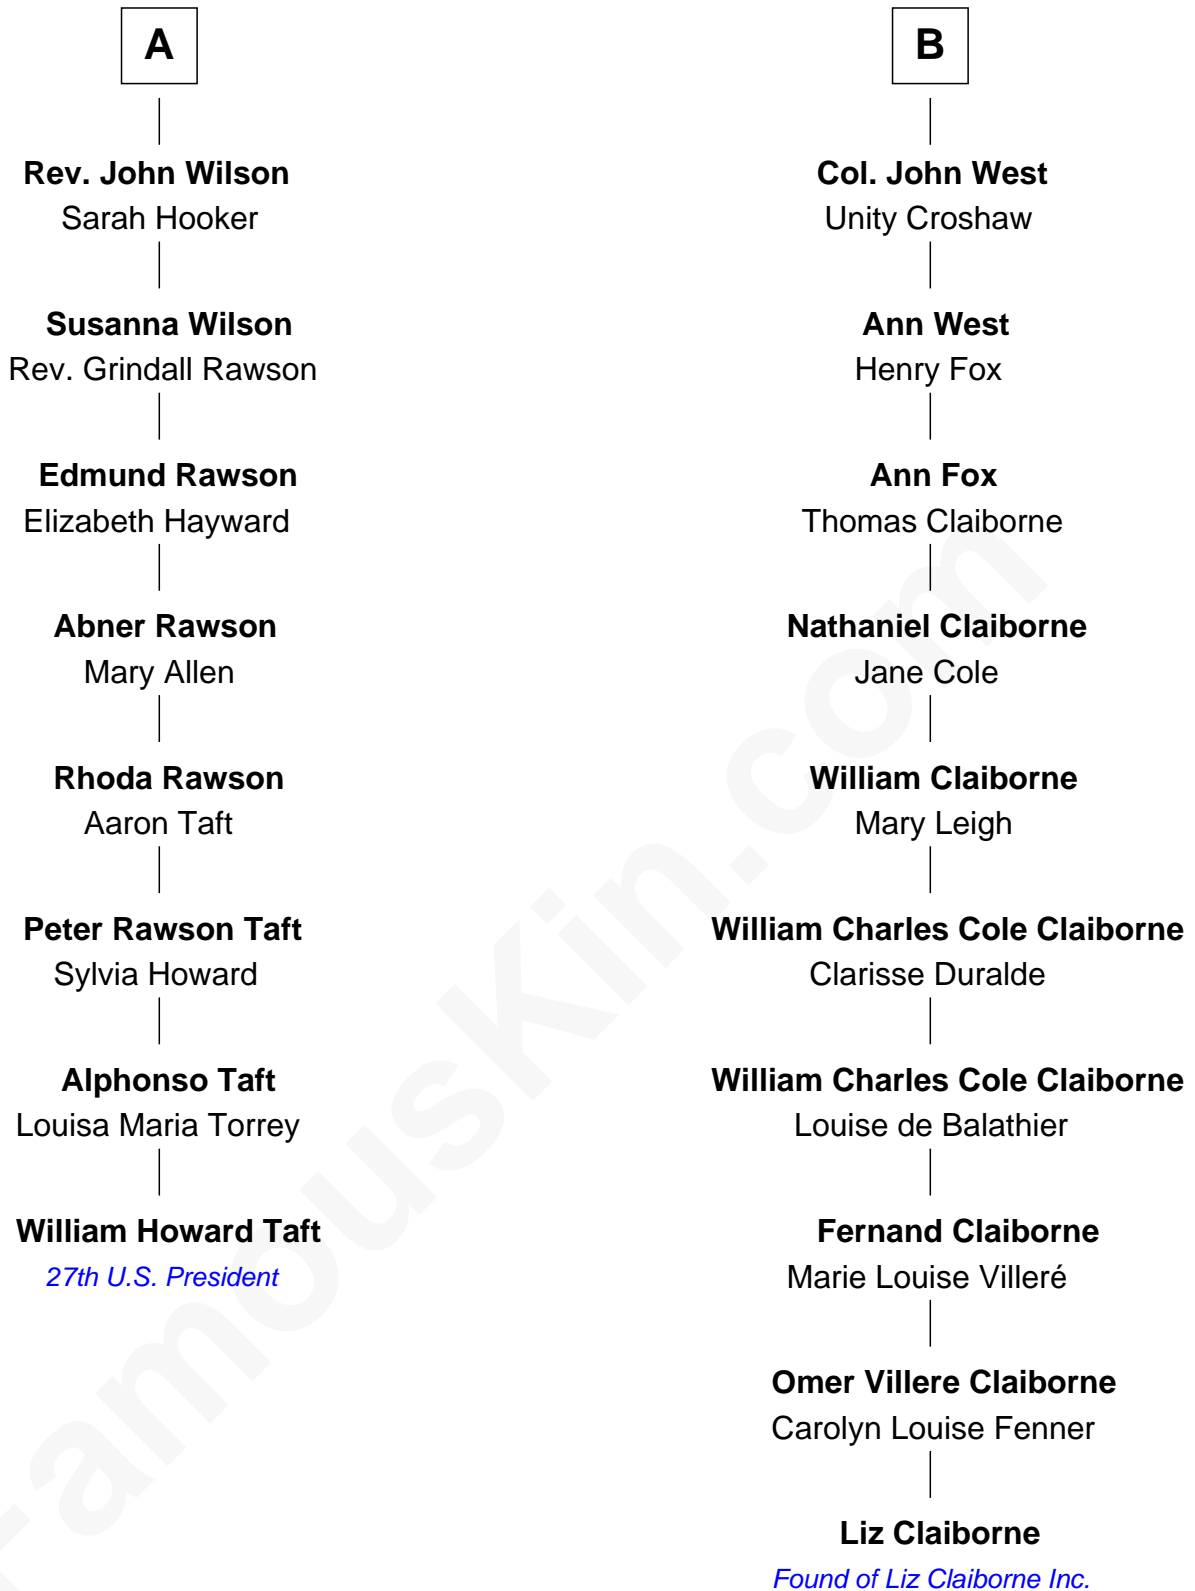 A
Rev. John Wilson
Sarah Hooker
Susanna Wilson
Rev. Grindall Rawson
Edmund Rawson
Elizabeth Hayward
Abner Rawson
Mary Allen
Rhoda Rawson
Aaron Taft
Peter Rawson Taft
Sylvia Howard
Alphonso Taft
Louisa Maria Torrey
William Howard Taft
27th U.S. President
B
Col. John West
Unity Croshaw
Ann West
Henry Fox
Ann Fox
Thomas Claiborne
Nathaniel Claiborne
Jane Cole
William Claiborne
Mary Leigh
William Charles Cole Claiborne
Clarisse Duralde
William Charles Cole Claiborne
Louise de Balathier
Fernand Claiborne
Marie Louise Villeré
Omer Villere Claiborne
Carolyn Louise Fenner
Liz Claiborne
Found of Liz Claiborne Inc.
FamousKin.com